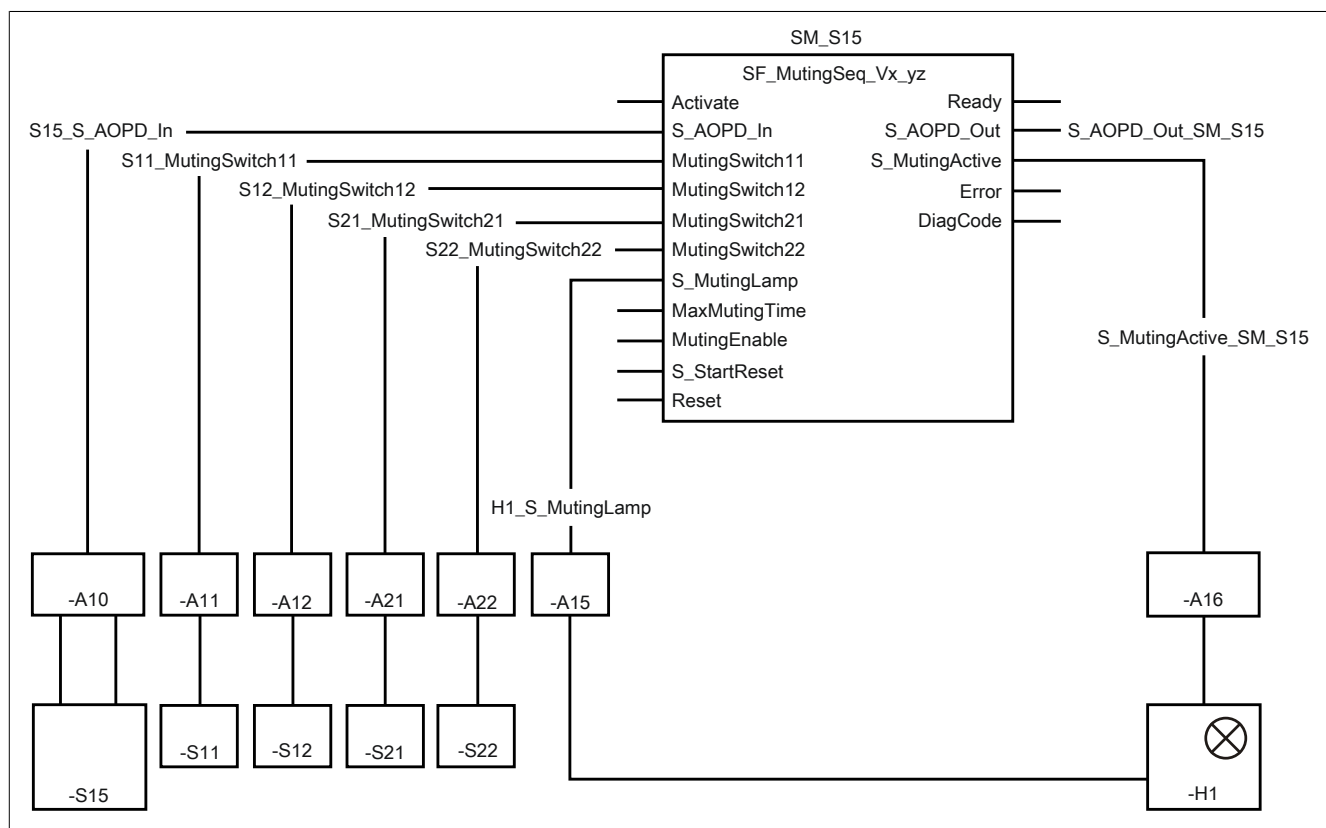 SM_S15
SF_MutingSeq_Vx_yz
Activate
Ready
S15_S_AOPD_In
S_AOPD_In
S_AOPD_Out
S_AOPD_Out_SM_S15
S11_MutingSwitch11
MutingSwitch11
S_MutingActive
S12_MutingSwitch12
MutingSwitch12
Error
S21_MutingSwitch21
MutingSwitch21
DiagCode
S22_MutingSwitch22
MutingSwitch22
S_MutingLamp
MaxMutingTime
MutingEnable
S_MutingActive_SM_S15
S_StartReset
Reset
H1_S_MutingLamp
-A10
-A11
-A12
-A21
-A22
-A15
-A16
-S15
-S11
-S12
-S21
-S22
-H1